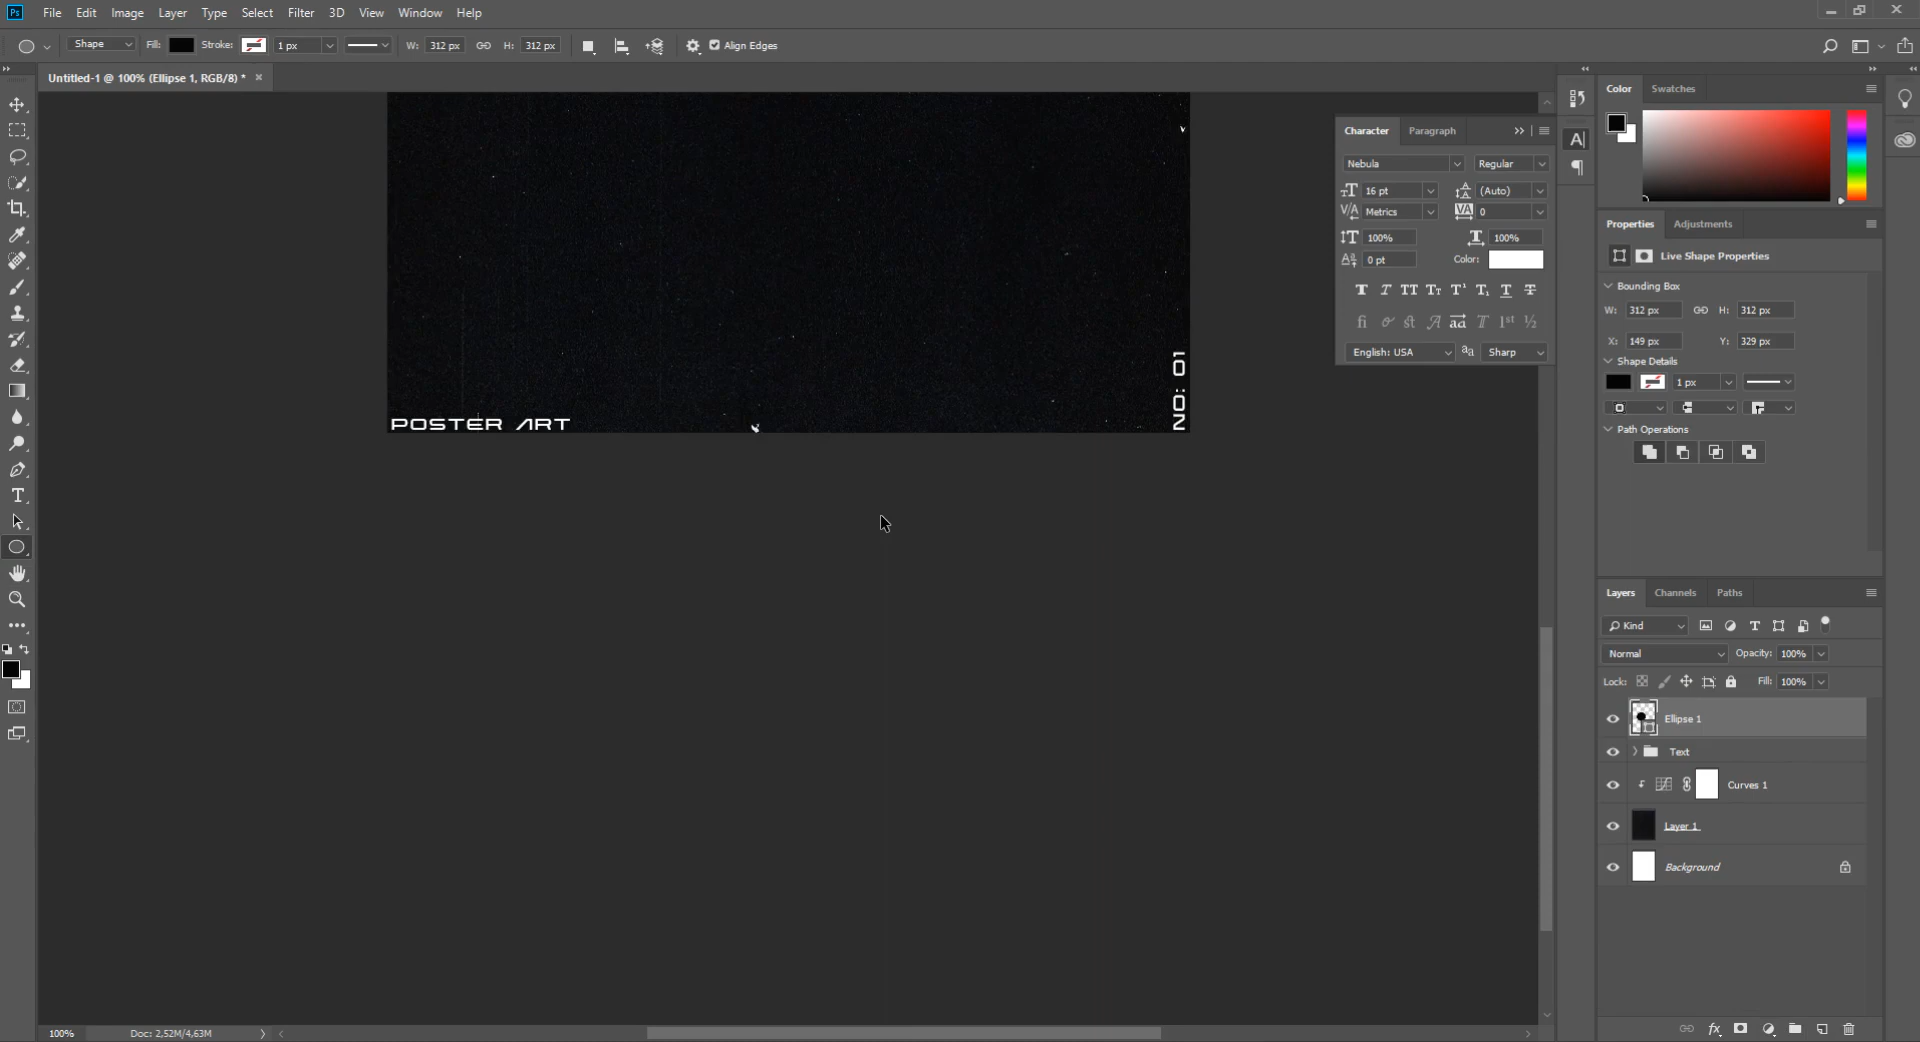 Ps File Edit Image Layer Type Select Filter 3D View Window Help
Shape Fill: Stroke: 1 px W: 312 px H: 312 px Align Edges
Untitled-1 @ 100% (Ellipse 1, RGB/8) *
POSTER ART
NO: 01
Character Paragraph
Nebula Regular
16 pt (Auto)
Metrics 0
100% 100%
0 pt Color:
English: USA Sharp
Color Swatches
Properties Adjustments
Live Shape Properties
Bounding Box
W: 312 px H: 312 px
X: 149 px Y: 329 px
Shape Details
1 px
Path Operations
Layers Channels Paths
Kind
Normal Opacity: 100%
Lock: Fill: 100%
Ellipse 1
Text
Curves 1
Layer 1
Background
100% Doc: 2,52M/4,63M